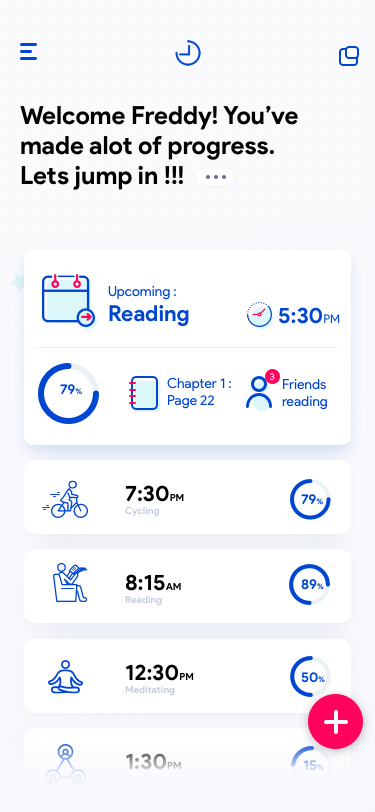 Welcome Freddy! You’ve
made alot of progress.
Lets jump in !!!
Upcoming :
Reading
5:30PM
79%
Chapter 1 :
Page 22
3
Friends
reading
7:30PM
Cycling
79%
8:15AM
Reading
89%
12:30PM
Meditating
50%
1:30PM
15%